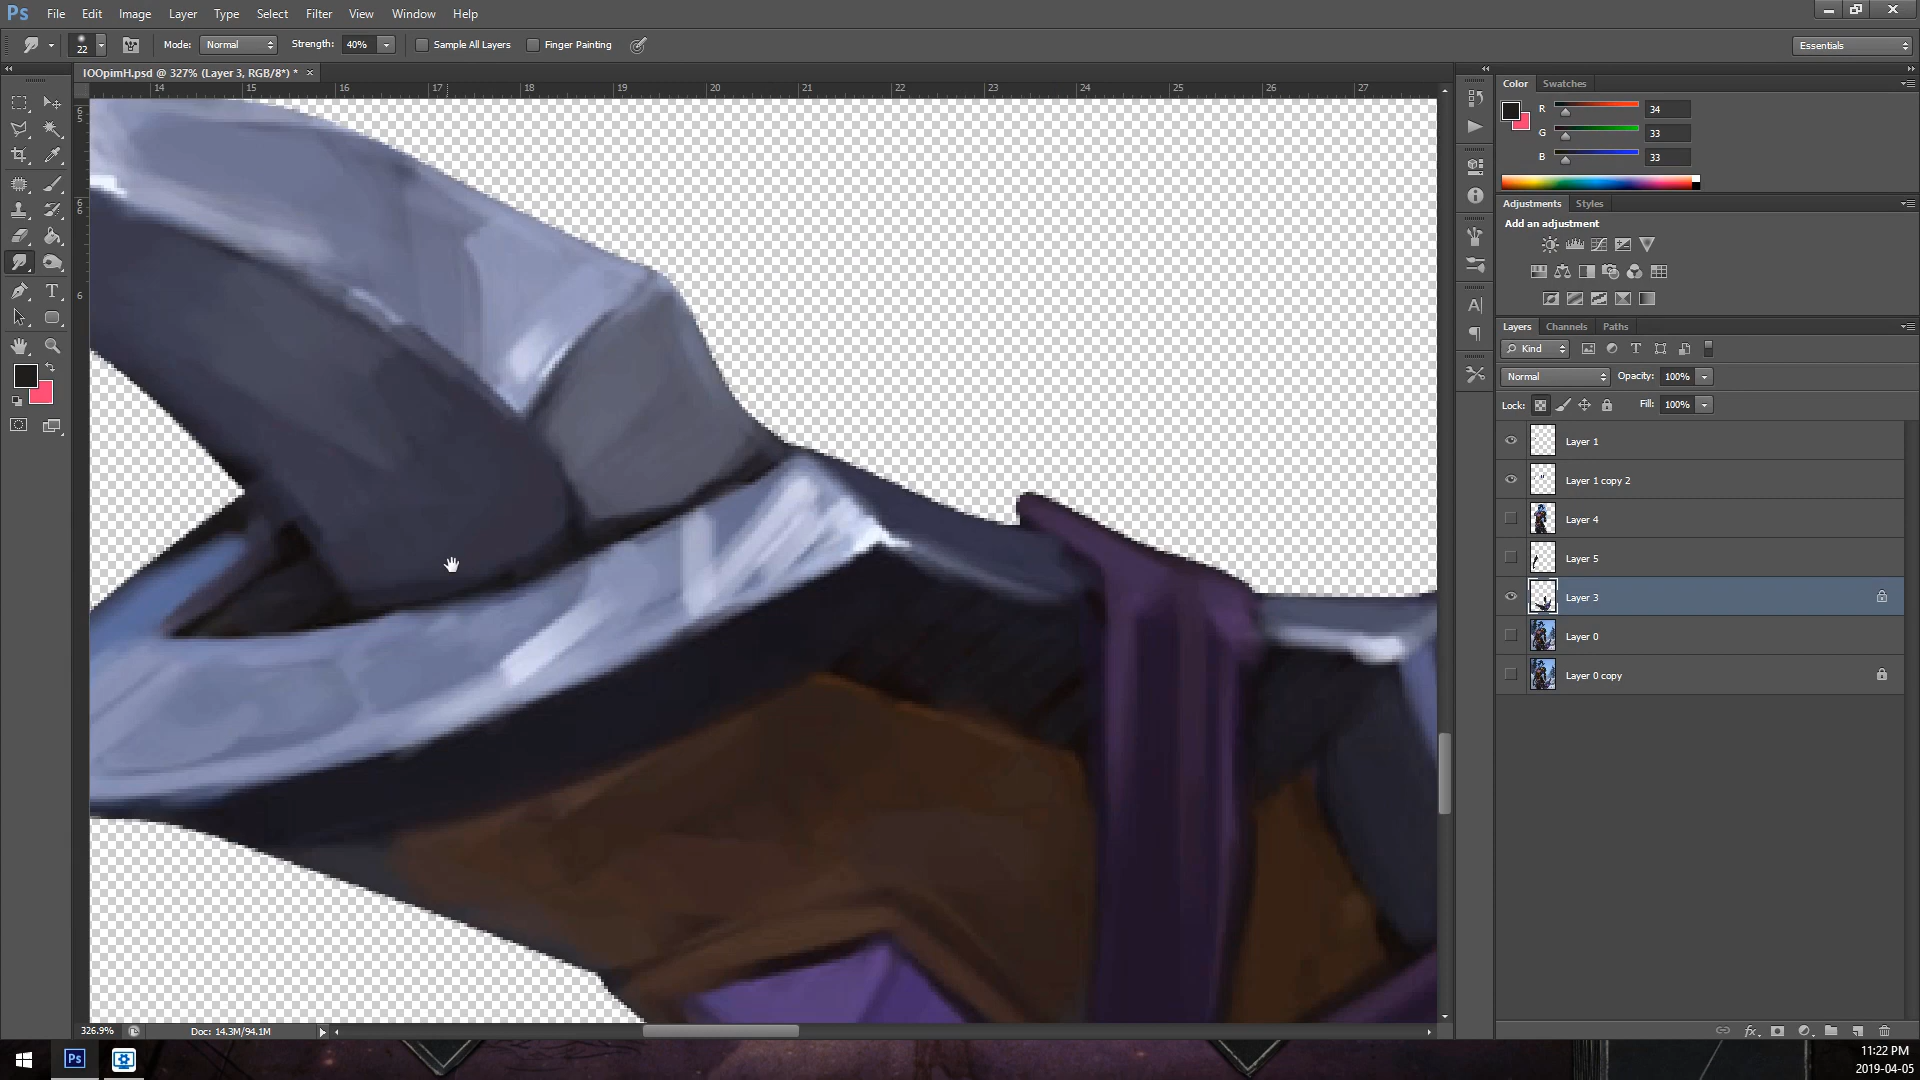 Ps File Edit Image Layer Type Select Filter 3D View Window Help
22 Mode: Normal Strength: 40% Sample All Layers Finger Painting Essentials
IOOpimH.psd @ 327% (Layer 3, RGB/8*) * ×
14 15 16 17 18 19 20 21 22 23 24 25 26 27
Color Swatches
R 34
G 33
B 33
Adjustments Styles
Add an adjustment
Layers Channels Paths
Kind
Normal Opacity: 100%
Lock: Fill: 100%
Layer 1
Layer 1 copy 2
Layer 4
Layer 5
Layer 3
Layer 0
Layer 0 copy
326.9% Doc: 14.3M/94.1M
Ps 11:22 PM
2019-04-05